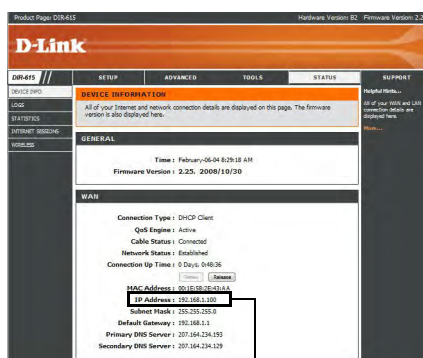 Product Page: DIR-615 Hardware Version: B2 Firmware Version: 2.2
D-Link
DIR-615 SETUP ADVANCED TOOLS STATUS SUPPORT
DEVICE INFO
LOGS
STATISTICS
INTERNET SESSIONS
WIRELESS
DEVICE INFORMATION
All of your Internet and network connection details are displayed on this page. The firmware
version is also displayed here.
Helpful Hints...
All of your WAN and LAN
connection details are
displayed here.
More...
GENERAL
Time : February-06-04 8:29:18 AM
Firmware Version : 2.25, 2008/10/30
WAN
Connection Type : DHCP Client
QoS Engine : Active
Cable Status : Connected
Network Status : Established
Connection Up Time : 0 Days, 0:48:36
Renew Release
MAC Address : 00:1E:58:2E:43:AA
IP Address : 192.168.1.100
Subnet Mask : 255.255.255.0
Default Gateway : 192.168.1.1
Primary DNS Server : 207.164.234.193
Secondary DNS Server : 207.164.234.129